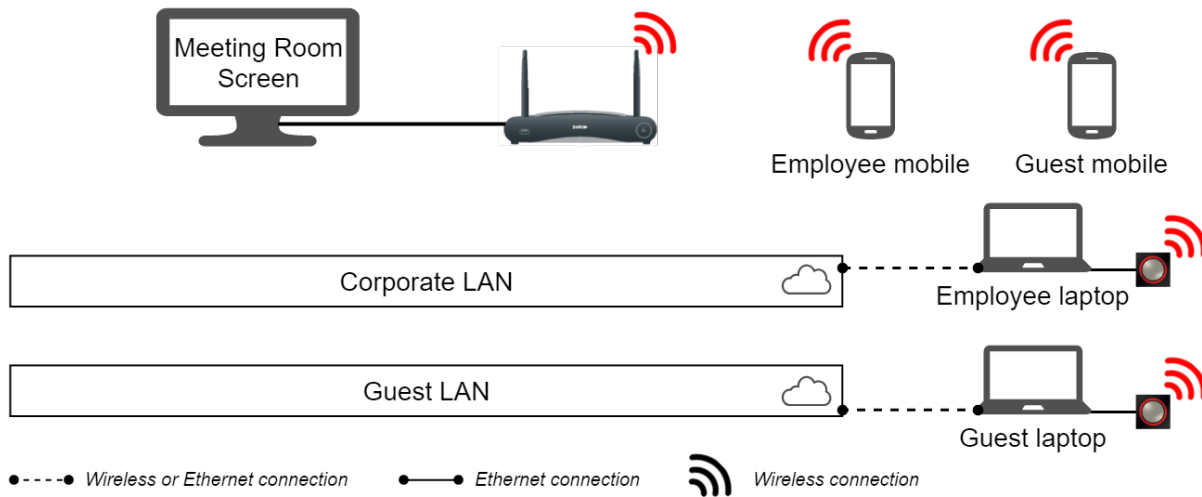 Meeting Room
Screen
Employee mobile
Guest mobile
Corporate LAN
Employee laptop
Guest LAN
Guest laptop
Wireless or Ethernet connection
Ethernet connection
Wireless connection